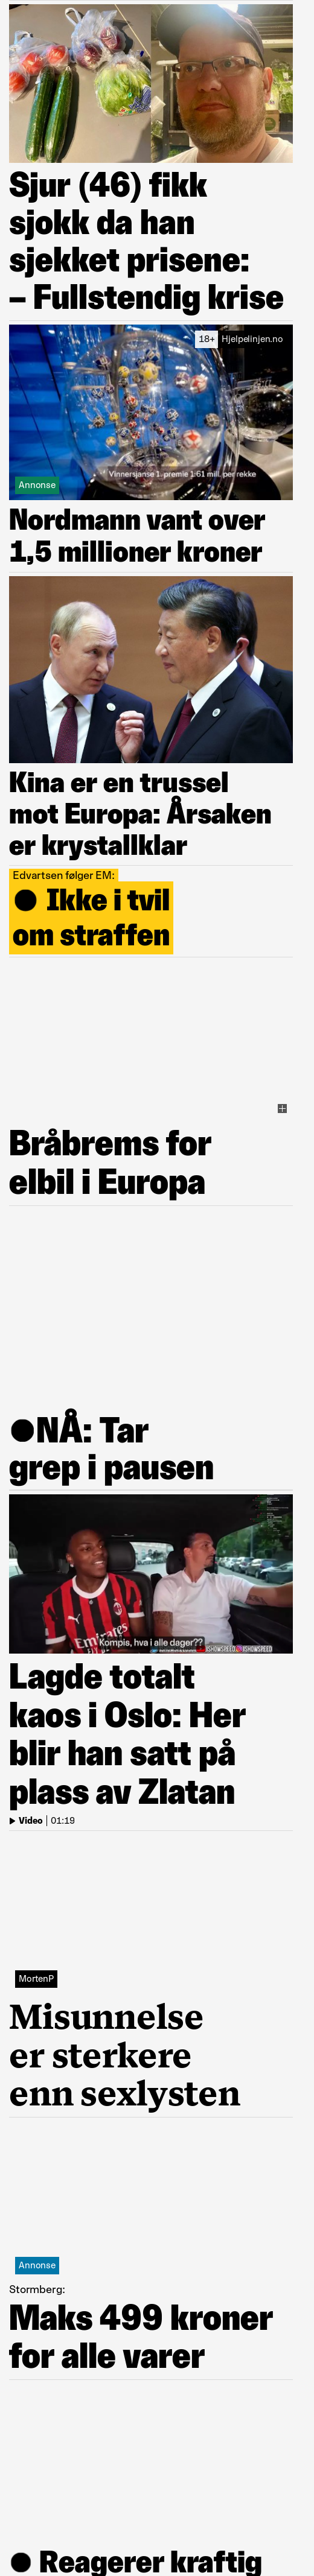 Sjur (46) fikk
sjokk da han
sjekket prisene:
– Fullstendig krise
18+ Hjelpelinjen.no
* Vinnersjanse 1. premie 1:61 mill. per rekke
Annonse
Nordmann vant over
1,5 millioner kroner
Kina er en trussel
mot Europa: Årsaken
er krystallklar
Edvartsen følger EM:
● Ikke i tvil
om straffen
Bråbrems for
elbil i Europa
●NÅ: Tar
grep i pausen
Fly
Emirates
Kompis, hva i alle dager??
ISHOWSPEED ISHOWSPEED
Lagde totalt
kaos i Oslo: Her
blir han satt på
plass av Zlatan
Video | 01:19
MortenP
Misunnelse
er sterkere
enn sexlysten
Annonse
Stormberg:
Maks 499 kroner
for alle varer
● Reagerer kraftig